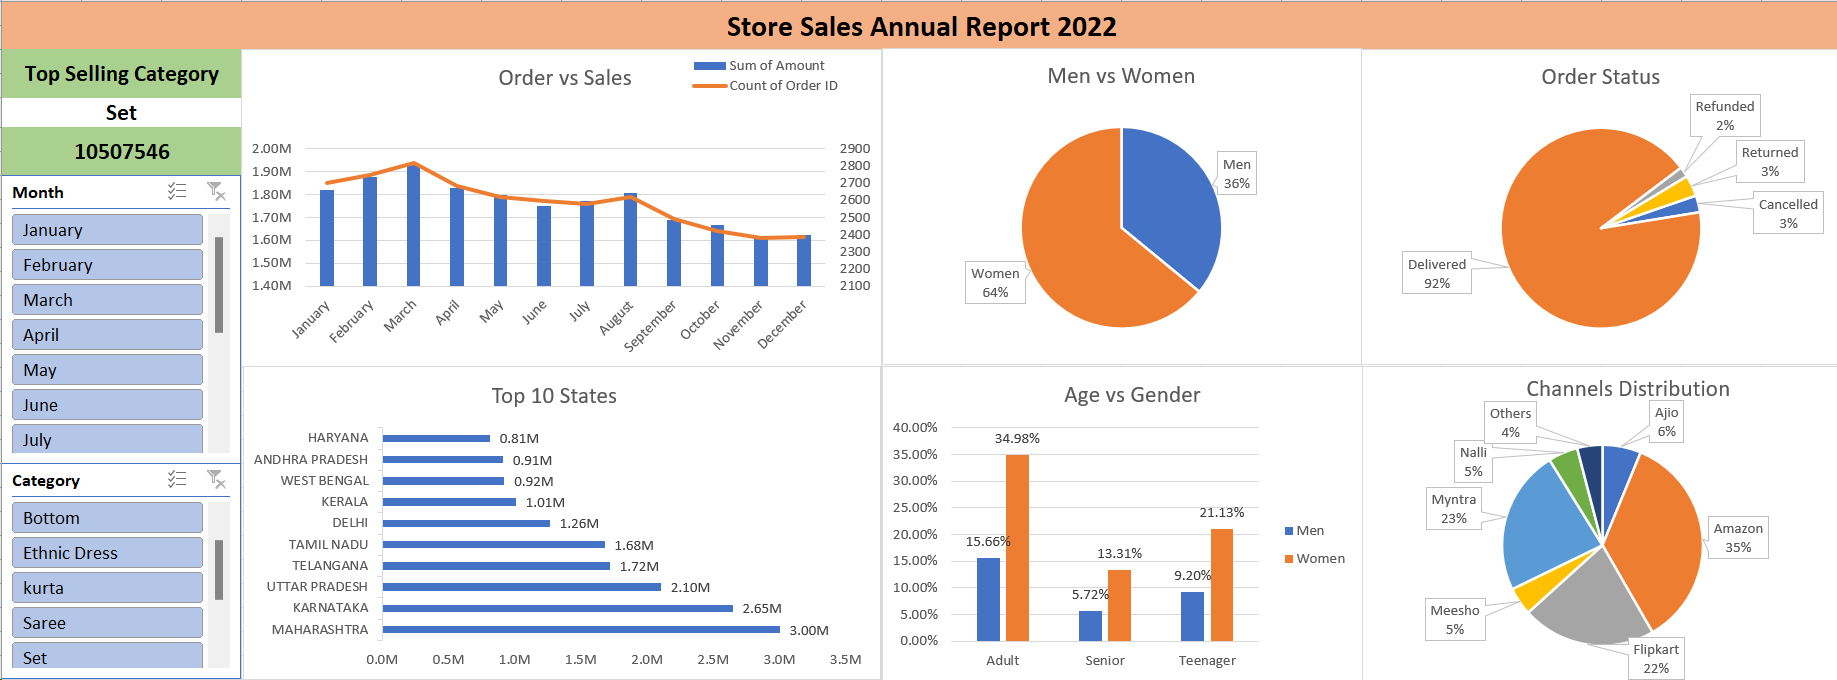 Store Sales Annual Report 2022
Top Selling Category
Set
10507546
Month
January
February
March
April
May
June
July
Category
Bottom
Ethnic Dress
kurta
Saree
Set
Order vs Sales
Sum of Amount
Count of Order ID
2.00M
1.90M
1.80M
1.70M
1.60M
1.50M
1.40M
2900
2800
2700
2600
2500
2400
2300
2200
2100
January
February
March
April
May
June
July
August
September
October
November
December
Men vs Women
Men
36%
Women
64%
Order Status
Refunded
2%
Returned
3%
Cancelled
3%
Delivered
92%
Top 10 States
HARYANA 0.81M
ANDHRA PRADESH 0.91M
WEST BENGAL 0.92M
KERALA 1.01M
DELHI 1.26M
TAMIL NADU 1.68M
TELANGANA 1.72M
UTTAR PRADESH 2.10M
KARNATAKA 2.65M
MAHARASHTRA 3.00M
0.0M 0.5M 1.0M 1.5M 2.0M 2.5M 3.0M 3.5M
Age vs Gender
40.00%
35.00%
30.00%
25.00%
20.00%
15.00%
10.00%
5.00%
0.00%
15.66%
34.98%
5.72%
13.31%
9.20%
21.13%
Adult Senior Teenager
Men
Women
Channels Distribution
Others
4%
Ajio
6%
Nalli
5%
Myntra
23%
Amazon
35%
Meesho
5%
Flipkart
22%